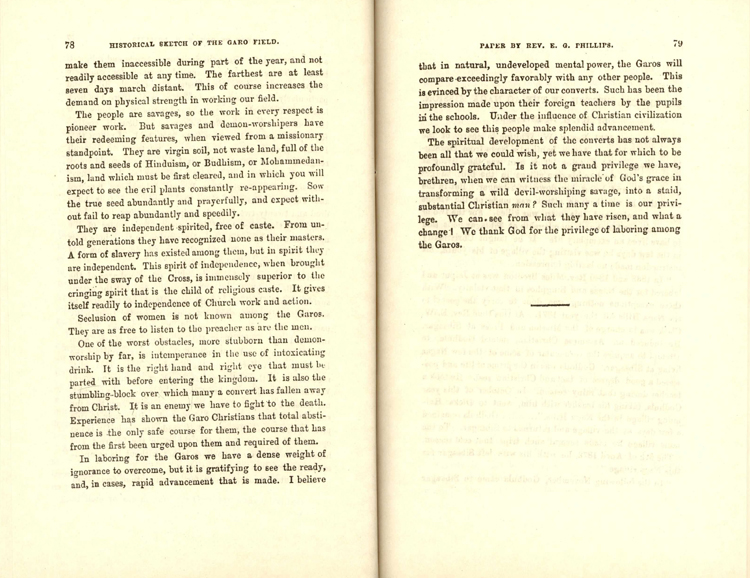 78 HISTORICAL SKETCH OF THE GARO FIELD.
make them inaccessible during part of the year, and not
readily accessible at any time. The farthest are at least
seven days march distant. This of course increases the
demand on physical strength in working our field.
The people are savages, so the work in every respect is
pioneer work. But savages and demon-worshipers have
their redeeming features, when viewed from a missionary
standpoint. They are virgin soil, not waste land, full of the
roots and seeds of Hinduism, or Budhism, or Mohammedan-
ism, land which must be first cleared, and in which you will
expect to see the evil plants constantly re-appearing. Sow
the true seed abundantly and prayerfully, and expect with-
out fail to reap abundantly and speedily.
They are independent spirited, free of caste. From un-
told generations they have recognized none as their masters.
A form of slavery has existed among them, but in spirit they
are independent. This spirit of independence, when brought
under the sway of the Cross, is immensely superior to the
cringing spirit that is the child of religious caste. It gives
itself readily to independence of Church work and action.
Seclusion of women is not known among the Garos.
They are as free to listen to the preacher as are the men.
One of the worst obstacles, more stubborn than demon-
worship by far, is intemperance in the use of intoxicating
drink. It is the right hand and right eye that must be
parted with before entering the kingdom. It is also the
stumbling-block over which many a convert has fallen away
from Christ. It is an enemy we have to fight to the death.
Experience has shown the Garo Christians that total absti-
nence is the only safe course for them, the course that has
from the first been urged upon them and required of them.
In laboring for the Garos we have a dense weight of
ignorance to overcome, but it is gratifying to see the ready,
and, in cases, rapid advancement that is made. I believe
PAPER BY REV. E. G. PHILLIPS. 79
that in natural, undeveloped mental power, the Garos will
compare exceedingly favorably with any other people. This
is evinced by the character of our converts. Such has been the
impression made upon their foreign teachers by the pupils
in the schools. Under the influence of Christian civilization
we look to see this people make splendid advancement.
The spiritual development of the converts has not always
been all that we could wish, yet we have that for which to be
profoundly grateful. Is it not a grand privilege we have,
brethren, when we can witness the miracle of God's grace in
transforming a wild devil-worshiping savage, into a staid,
substantial Christian man? Such many a time is our privi-
lege. We can see from what they have risen, and what a
change! We thank God for the privilege of laboring among
the Garos.